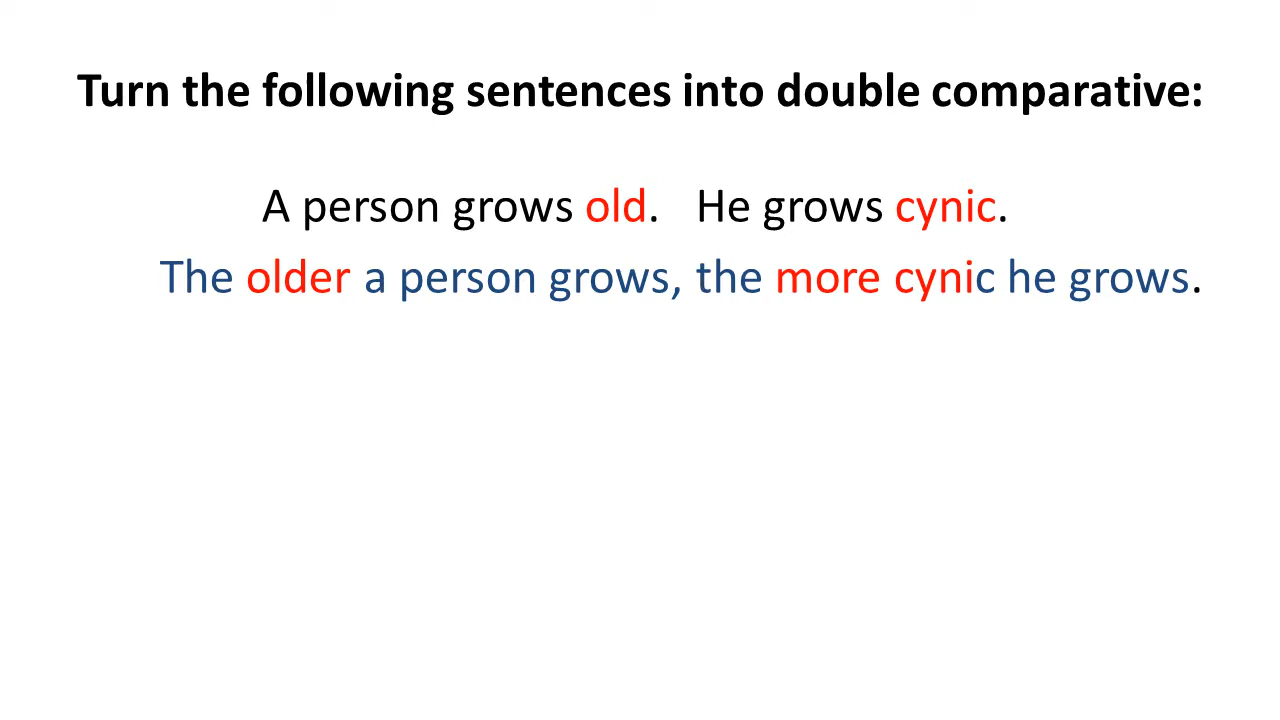 Turn the following sentences into double comparative:
A person grows old. He grows cynic.
The older a person grows, the more cynic he grows.